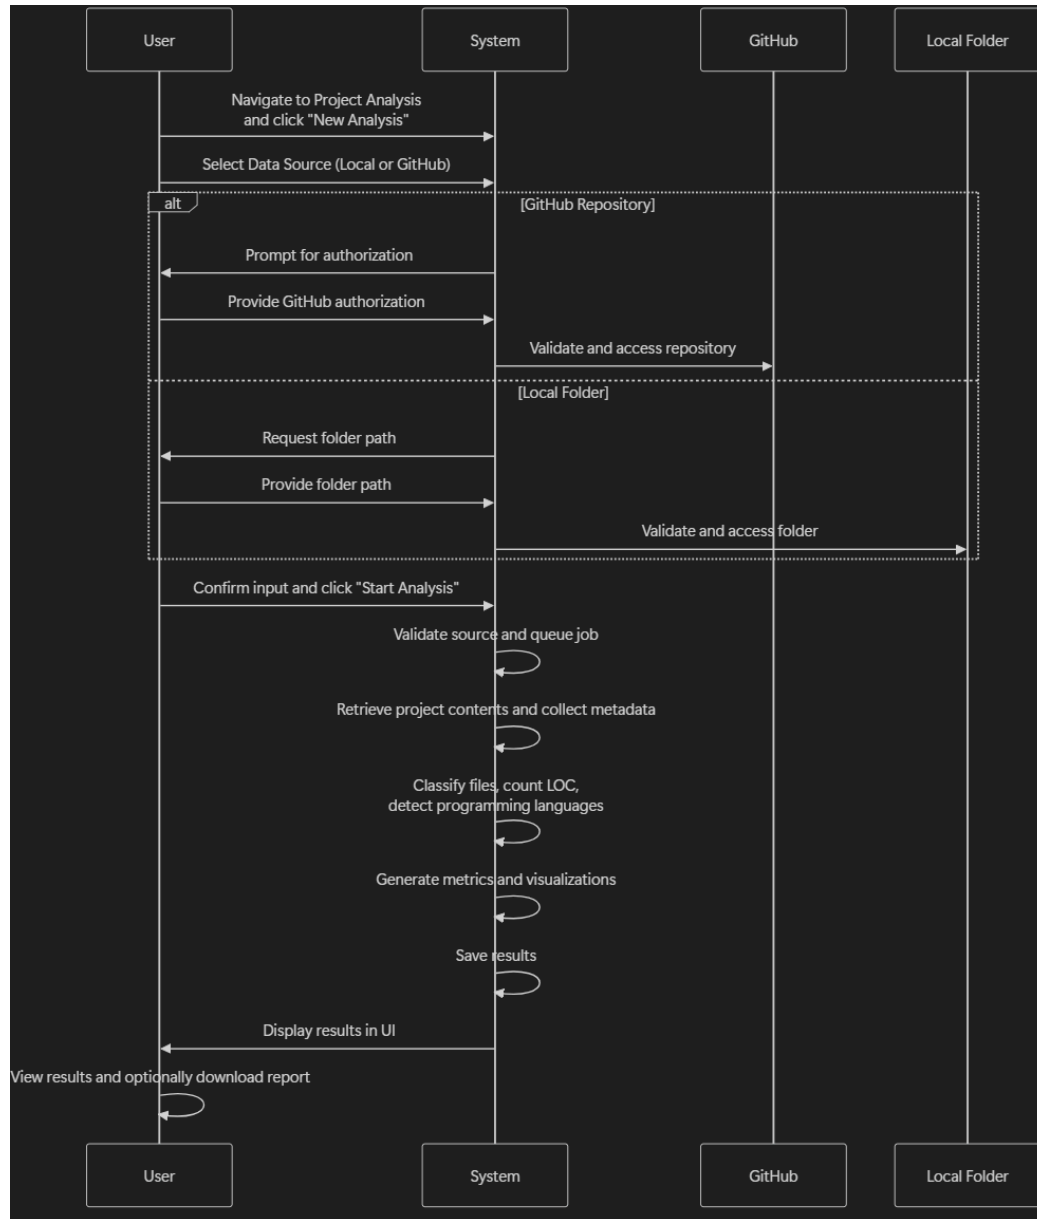 User
System
GitHub
Local Folder
Navigate to Project Analysis
and click "New Analysis"
Select Data Source (Local or GitHub)
alt
[GitHub Repository]
Prompt for authorization
Provide GitHub authorization
Validate and access repository
[Local Folder]
Request folder path
Provide folder path
Validate and access folder
Confirm input and click "Start Analysis"
Validate source and queue job
Retrieve project contents and collect metadata
Classify files, count LOC,
detect programming languages
Generate metrics and visualizations
Save results
Display results in UI
View results and optionally download report
User
System
GitHub
Local Folder